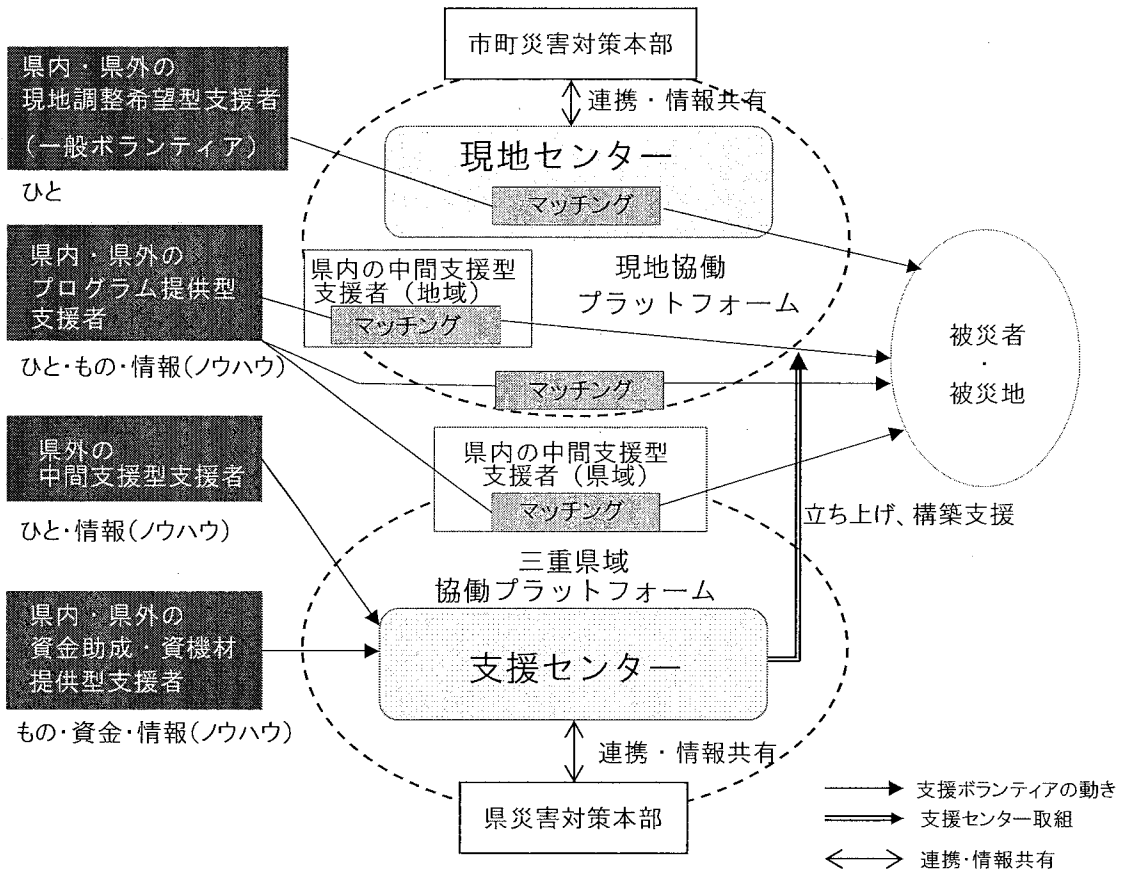 市町災害対策本部
県内・県外の
現地調整希望型支援者
(一般ボランティア)
ひと
連携・情報共有
現地センター
マッチング
県内・県外の
プログラム提供型
支援者
ひと・もの・情報(ノウハウ)
県内の中間支援型
支援者(地域)
マッチング
現地協働
プラットフォーム
マッチング
被災者
・
被災地
県外の
中間支援型支援者
ひと・情報(ノウハウ)
県内の中間支援型
支援者(県域)
マッチング
立ち上げ、構築支援
三重県域
協働プラットフォーム
県内・県外の
資金助成・資機材
提供型支援者
もの・資金・情報(ノウハウ)
支援センター
連携・情報共有
県災害対策本部
支援ボランティアの動き
支援センター取組
連携・情報共有